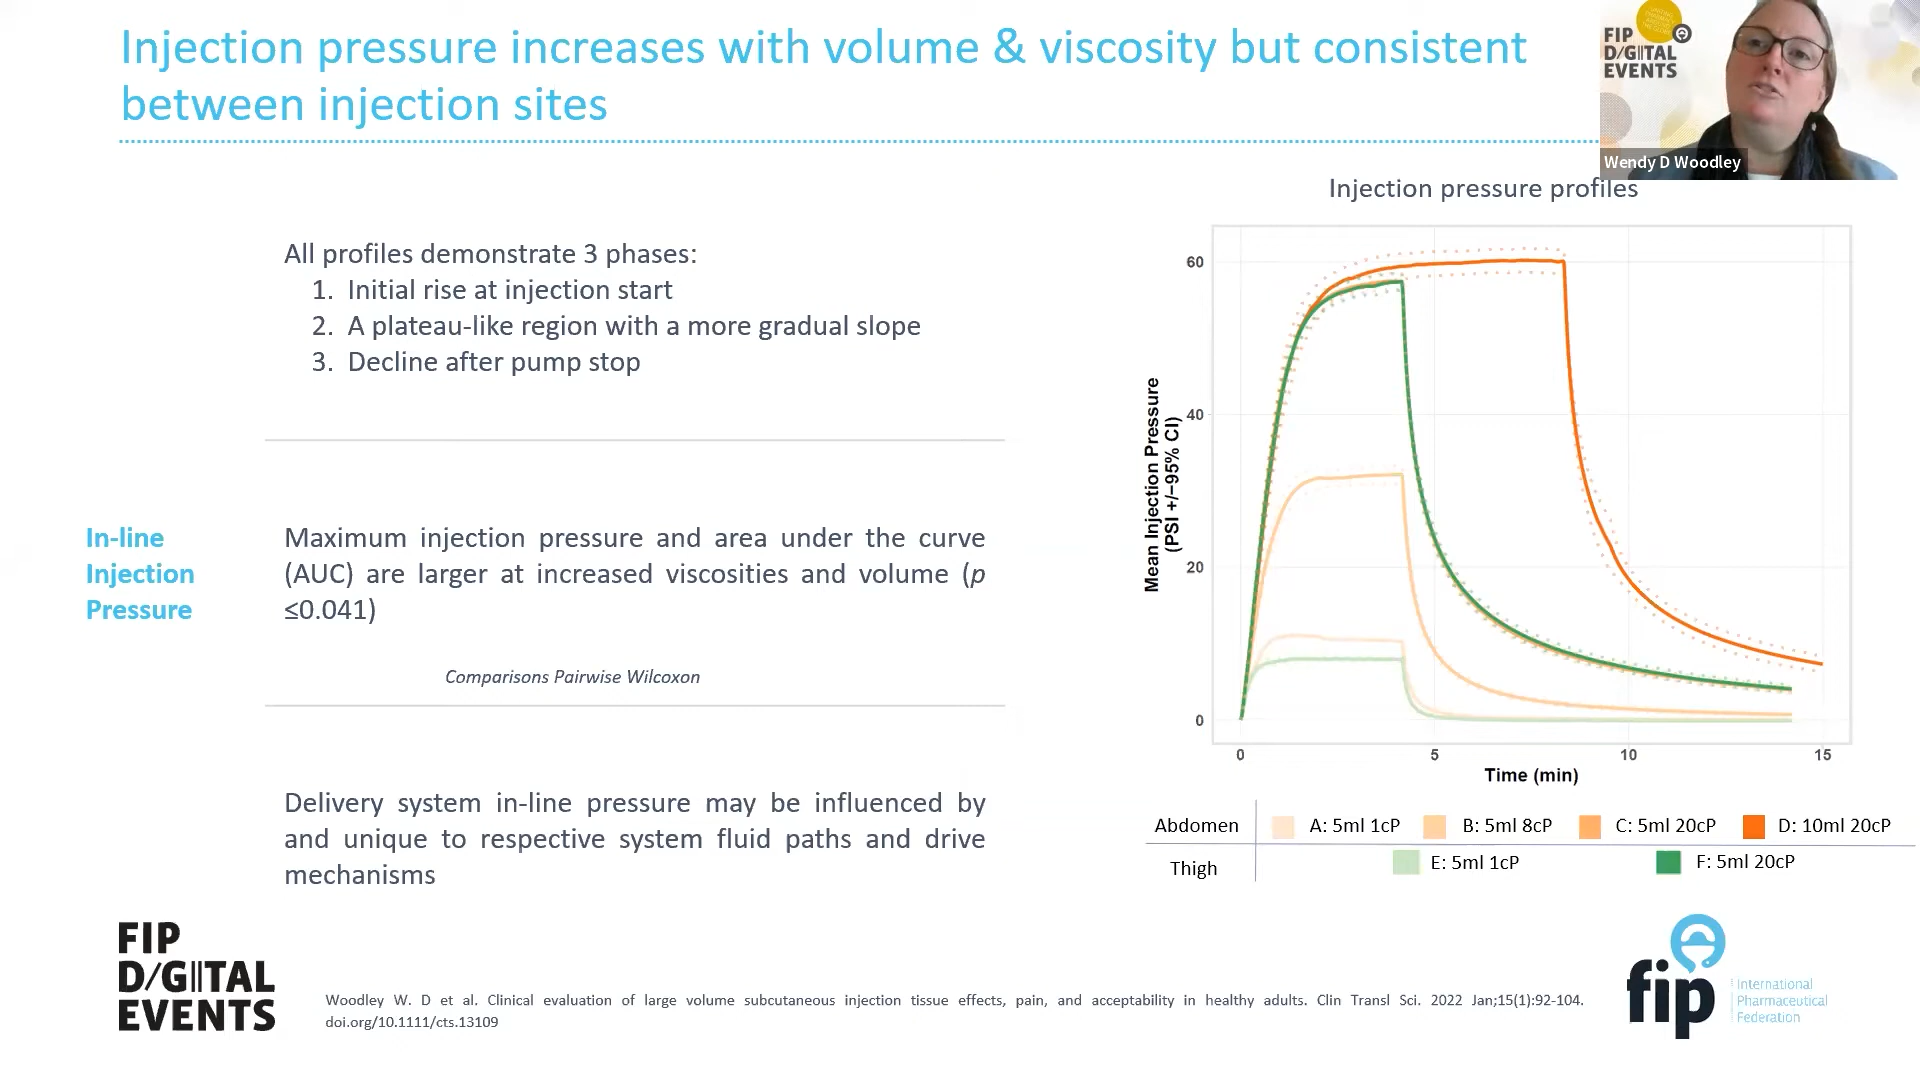 Injection pressure increases with volume & viscosity but consistent
between injection sites
FIP
D/GITAL
EVENTS
Wendy D Woodley
All profiles demonstrate 3 phases:
1. Initial rise at injection start
2. A plateau-like region with a more gradual slope
3. Decline after pump stop
In-line
Injection
Pressure
Maximum injection pressure and area under the curve
(AUC) are larger at increased viscosities and volume (p
≤0.041)
Comparisons Pairwise Wilcoxon
Delivery system in-line pressure may be influenced by
and unique to respective system fluid paths and drive
mechanisms
Injection pressure profiles
Mean Injection Pressure
(PSI +/−95% CI)
60
40
20
0
0 5 10 15
Time (min)
Abdomen A: 5ml 1cP B: 5ml 8cP C: 5ml 20cP D: 10ml 20cP
Thigh E: 5ml 1cP F: 5ml 20cP
FIP
D/GITAL
EVENTS
Woodley W. D et al. Clinical evaluation of large volume subcutaneous injection tissue effects, pain, and acceptability in healthy adults. Clin Transl Sci. 2022 Jan;15(1):92-104.
doi.org/10.1111/cts.13109
fip
International
Pharmaceutical
Federation